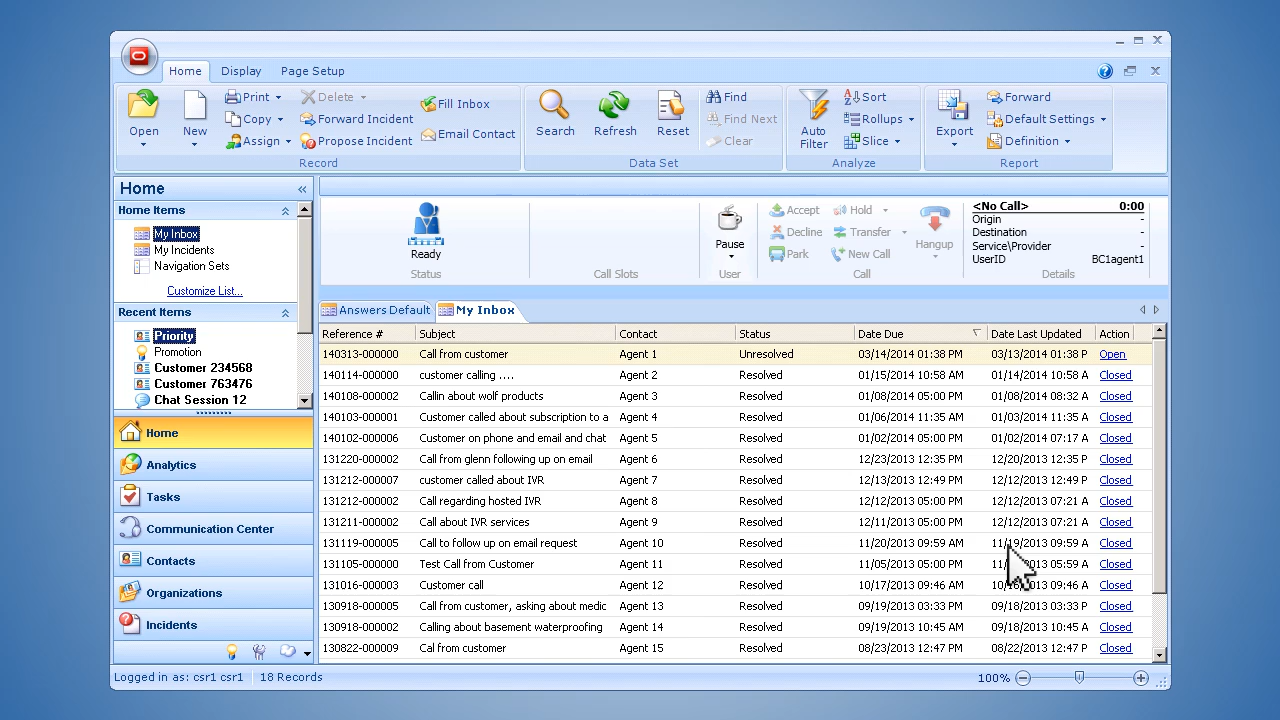 Home Display Page Setup
Open New Print Copy Assign Delete Forward Incident Propose Incident Fill Inbox Email Contact
Record
Search Refresh Reset Find Find Next Clear
Data Set
Auto Filter Sort Rollups Slice
Analyze
Export Forward Default Settings Definition
Report
Home
Home Items
My Inbox
My Incidents
Navigation Sets
Customize List...
Recent Items
Priority
Promotion
Customer 234568
Customer 763476
Chat Session 12
Home
Analytics
Tasks
Communication Center
Contacts
Organizations
Incidents
Ready
Status
Call Slots
Pause
User
Accept Hold
Decline Transfer
Park New Call
Hangup
Call
<No Call> 0:00
Origin -
Destination -
Service\Provider -
UserID BC1agent1
Details
Answers Default My Inbox
Reference # Subject Contact Status Date Due Date Last Updated Action
140313-000000 Call from customer Agent 1 Unresolved 03/14/2014 01:38 PM 03/13/2014 01:38 P Open
140114-000000 customer calling .... Agent 2 Resolved 01/15/2014 10:58 AM 01/14/2014 10:58 A Closed
140108-000002 Callin about wolf products Agent 3 Resolved 01/08/2014 05:00 PM 01/08/2014 08:32 A Closed
140103-000001 Customer called about subscription to a Agent 4 Resolved 01/06/2014 11:35 AM 01/03/2014 11:35 A Closed
140102-000006 Customer on phone and email and chat Agent 5 Resolved 01/02/2014 05:00 PM 01/02/2014 07:17 A Closed
131220-000002 Call from glenn following up on email Agent 6 Resolved 12/23/2013 12:35 PM 12/20/2013 12:35 P Closed
131212-000007 customer called about IVR Agent 7 Resolved 12/13/2013 12:49 PM 12/12/2013 12:49 P Closed
131212-000002 Call regarding hosted IVR Agent 8 Resolved 12/12/2013 05:00 PM 12/12/2013 07:21 A Closed
131211-000002 Call about IVR services Agent 9 Resolved 12/11/2013 05:00 PM 12/12/2013 07:21 A Closed
131119-000005 Call to follow up on email request Agent 10 Resolved 11/20/2013 09:59 AM 11/19/2013 09:59 A Closed
131105-000001 Test Call from Customer Agent 11 Resolved 11/05/2013 05:00 PM 05:59 A Closed
131016-000003 Customer call Agent 12 Resolved 10/17/2013 09:46 AM 09:46 A Closed
130918-000005 Call from customer, asking about medic Agent 13 Resolved 09/19/2013 03:33 PM 09/18/2013 03:33 P Closed
130918-000002 Calling about basement waterproofing Agent 14 Resolved 09/19/2013 10:45 AM 09/18/2013 10:45 A Closed
130822-000009 Cal from customer Agent 15 Resolved 08/23/2013 12:47 PM 08/22/2013 12:47 P Closed
Logged in as: csr1 csr1 18 Records 100%